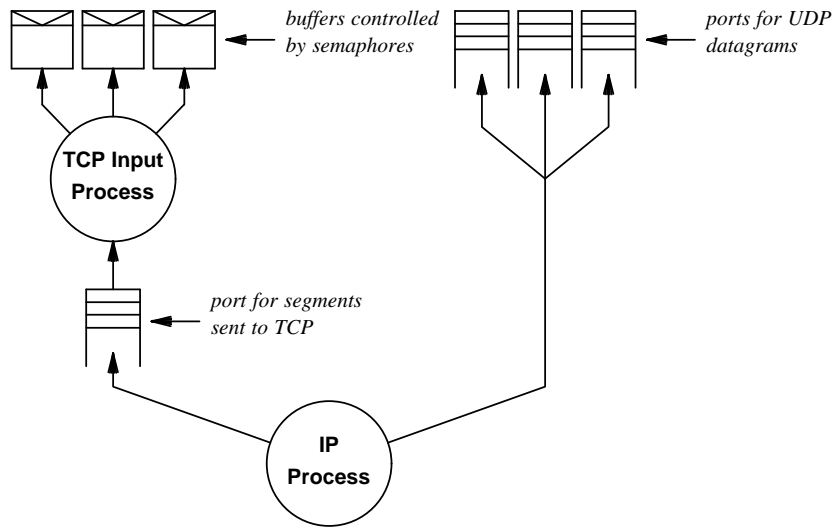 buffers controlled
by semaphores
ports for UDP
datagrams
TCP Input
Process
port for segments
sent to TCP
IP
Process